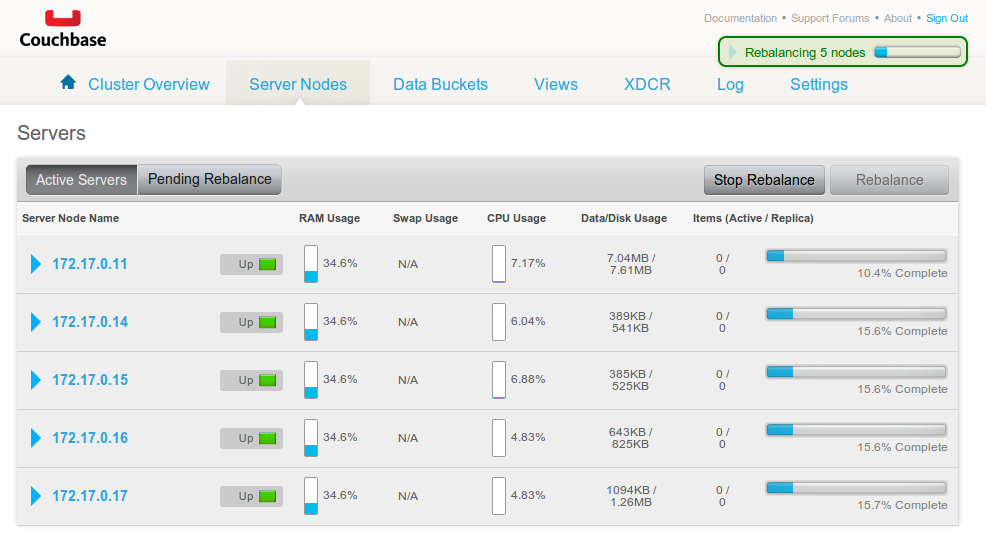 Couchbase
Documentation • Support Forums • About • Sign Out
Rebalancing 5 nodes
Cluster Overview Server Nodes Data Buckets Views XDCR Log Settings
Servers
Active Servers Pending Rebalance Stop Rebalance Rebalance
Server Node Name RAM Usage Swap Usage CPU Usage Data/Disk Usage Items (Active / Replica)
172.17.0.11 Up 34.6% N/A 7.17% 7.04MB / 0 /
7.61MB 0
10.4% Complete
172.17.0.14 Up 34.6% N/A 6.04% 389KB / 0 /
541KB 0
15.6% Complete
172.17.0.15 Up 34.6% N/A 6.88% 385KB / 0 /
525KB 0
15.6% Complete
172.17.0.16 Up 34.6% N/A 4.83% 643KB / 0 /
825KB 0
15.6% Complete
172.17.0.17 Up 34.6% N/A 4.83% 1094KB / 0 /
1.26MB 0
15.7% Complete